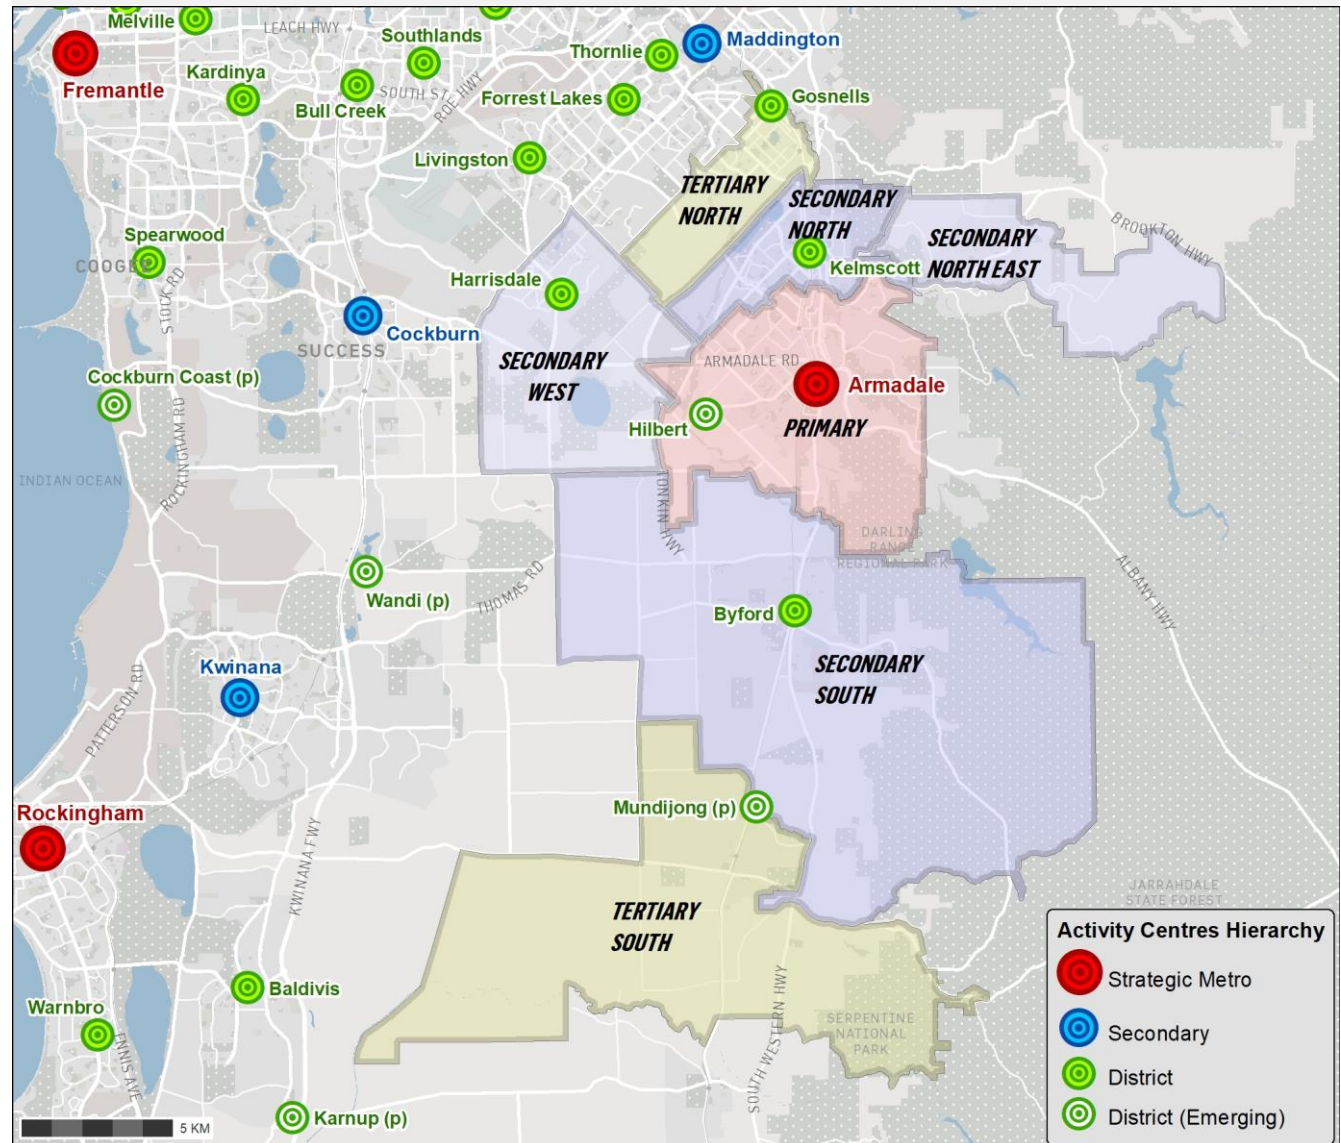 Melville
LEACH HWY
Southlands
Thornlie
Maddington
Fremantle
Kardinya
Bull Creek
SOUTH ST
ROE HWY
Forrest Lakes
Gosnells
Livingston
TERTIARY
NORTH
SECONDARY
NORTH
SECONDARY
NORTH EAST
BROOKTON HWY
Spearwood
COOGEE
STOCK RD
Kelmscott
Harrisdale
Cockburn
SUCCESS
SECONDARY
WEST
ARMADALE RD
Armadale
Cockburn Coast (p)
Hilbert
PRIMARY
INDIAN OCEAN
ROCKINGHAM RD
TONKIN HWY
DARLING
RANGE
REGIONAL PARK
ALBANY HWY
Wandi (p)
THOMAS RD
Byford
Kwinana
SECONDARY
SOUTH
PATTERSON RD
Rockingham
Mundijong (p)
KWINANA FWY
JARRAHDALE
STATE FOREST
TERTIARY
SOUTH
Baldivis
Warnbro
ENNIS AVE
SOUTH WESTERN HWY
SERPENTINE
NATIONAL
PARK
Karnup (p)
5 KM
Activity Centres Hierarchy
Strategic Metro
Secondary
District
District (Emerging)